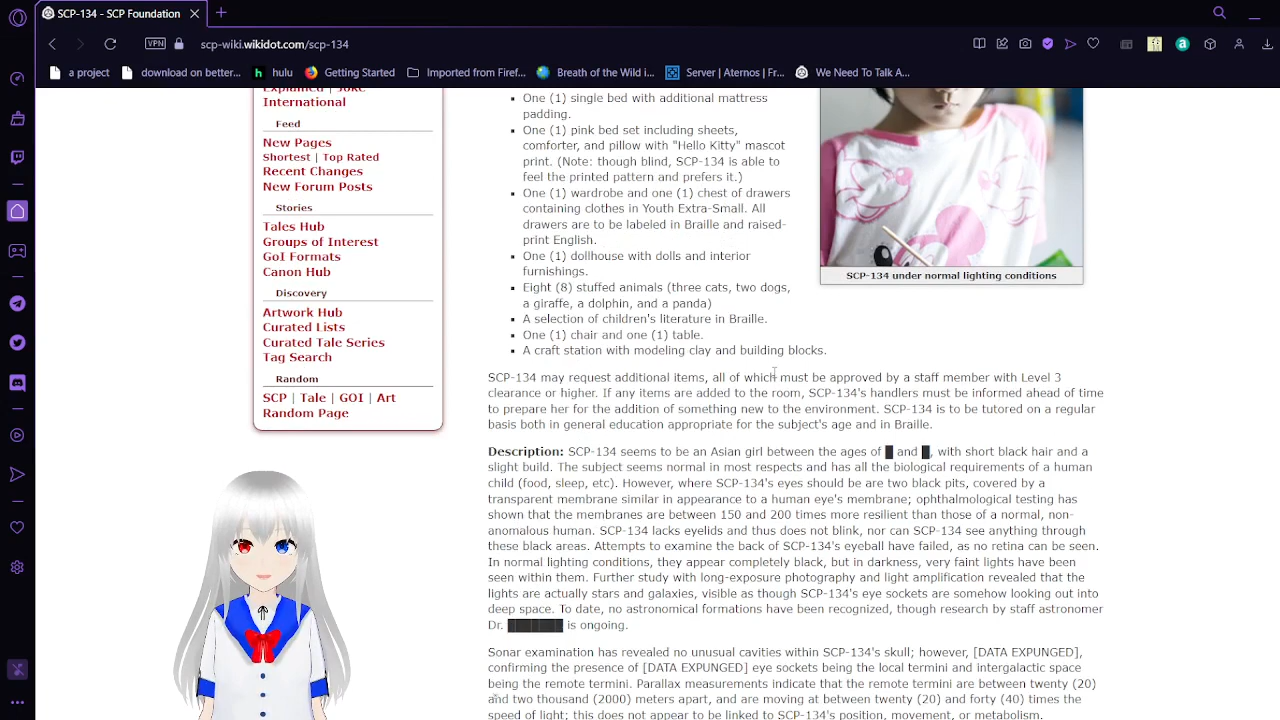 SCP-134 - SCP Foundation
VPN
scp-wiki.wikidot.com/scp-134
a project
download on better...
hulu
Getting Started
Imported from Firef...
Breath of the Wild i...
Server | Aternos | Fr...
We Need To Talk A...
Explained | Joke
International
Feed
New Pages
Shortest | Top Rated
Recent Changes
New Forum Posts
Stories
Tales Hub
Groups of Interest
GoI Formats
Canon Hub
Discovery
Artwork Hub
Curated Lists
Curated Tale Series
Tag Search
Random
SCP | Tale | GOI | Art
Random Page
One (1) single bed with additional mattress
padding.
One (1) pink bed set including sheets,
comforter, and pillow with "Hello Kitty" mascot
print. (Note: though blind, SCP-134 is able to
feel the printed pattern and prefers it.)
One (1) wardrobe and one (1) chest of drawers
containing clothes in Youth Extra-Small. All
drawers are to be labeled in Braille and raised-
print English.
One (1) dollhouse with dolls and interior
furnishings.
Eight (8) stuffed animals (three cats, two dogs,
a giraffe, a dolphin, and a panda)
A selection of children's literature in Braille.
One (1) chair and one (1) table.
A craft station with modeling clay and building blocks.
SCP-134 under normal lighting conditions
SCP-134 may request additional items, all of which must be approved by a staff member with Level 3
clearance or higher. If any items are added to the room, SCP-134's handlers must be informed ahead of time
to prepare her for the addition of something new to the environment. SCP-134 is to be tutored on a regular
basis both in general education appropriate for the subject's age and in Braille.
Description: SCP-134 seems to be an Asian girl between the ages of █ and █, with short black hair and a
slight build. The subject seems normal in most respects and has all the biological requirements of a human
child (food, sleep, etc). However, where SCP-134's eyes should be are two black pits, covered by a
transparent membrane similar in appearance to a human eye's membrane; ophthalmological testing has
shown that the membranes are between 150 and 200 times more resilient than those of a normal, non-
anomalous human. SCP-134 lacks eyelids and thus does not blink, nor can SCP-134 see anything through
these black areas. Attempts to examine the back of SCP-134's eyeball have failed, as no retina can be seen.
In normal lighting conditions, they appear completely black, but in darkness, very faint lights have been
seen within them. Further study with long-exposure photography and light amplification revealed that the
lights are actually stars and galaxies, visible as though SCP-134's eye sockets are somehow looking out into
deep space. To date, no astronomical formations have been recognized, though research by staff astronomer
Dr. ██████ is ongoing.
Sonar examination has revealed no unusual cavities within SCP-134's skull; however, [DATA EXPUNGED],
confirming the presence of [DATA EXPUNGED] eye sockets being the local termini and intergalactic space
being the remote termini. Parallax measurements indicate that the remote termini are between twenty (20)
and two thousand (2000) meters apart, and are moving at between twenty (20) and forty (40) times the
speed of light; this does not appear to be linked to SCP-134's position, movement, or metabolism.